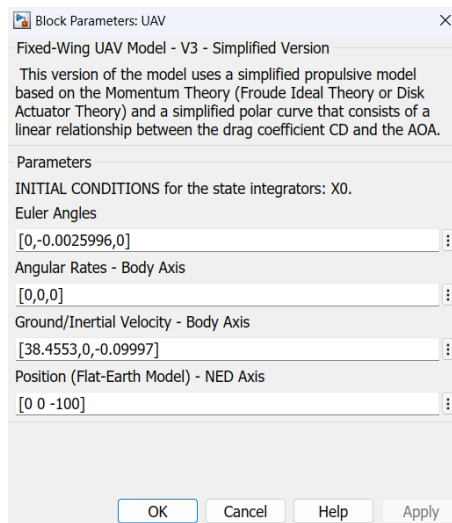 Block Parameters: UAV
Fixed-Wing UAV Model - V3 - Simplified Version
This version of the model uses a simplified propulsive model
based on the Momentum Theory (Froude Ideal Theory or Disk
Actuator Theory) and a simplified polar curve that consists of a
linear relationship between the drag coefficient CD and the AOA.
Parameters
INITIAL CONDITIONS for the state integrators: X0.
Euler Angles
[0,-0.0025996,0]
Angular Rates - Body Axis
[0,0,0]
Ground/Inertial Velocity - Body Axis
[38.4553,0,-0.09997]
Position (Flat-Earth Model) - NED Axis
[0 0 -100]
OK Cancel Help Apply